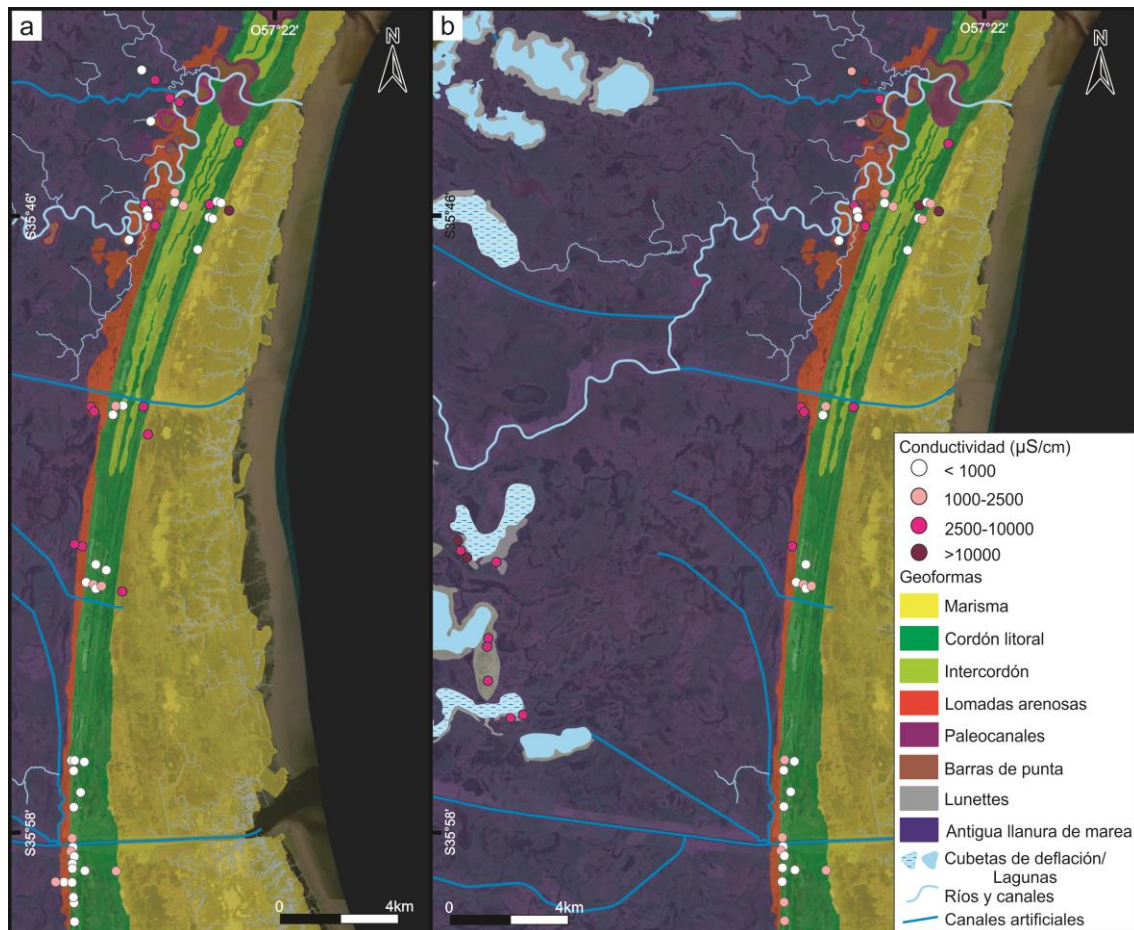 a
O57°22'
N
S35°46'
S35°58'
0
4km
b
O57°22'
N
S35°46'
S35°58'
0
4km
Conductividad (µS/cm)
< 1000
1000-2500
2500-10000
>10000
Geoformas
Marisma
Cordón litoral
Intercordón
Lomadas arenosas
Paleocanales
Barras de punta
Lunettes
Antigua llanura de marea
Cubetas de deflación/
Lagunas
Ríos y canales
Canales artificiales